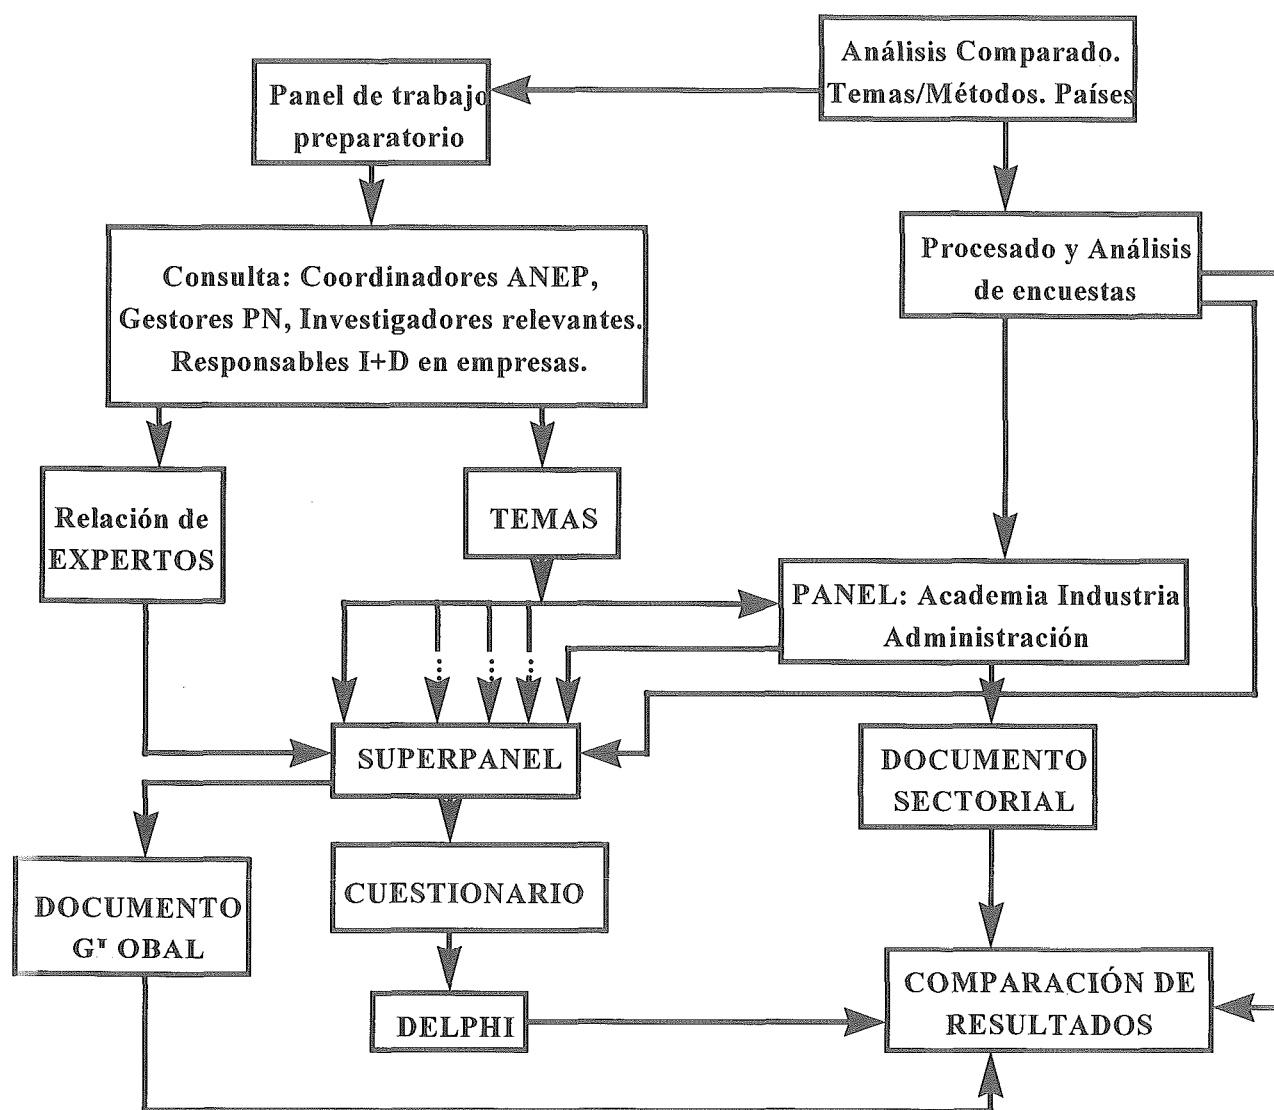 Análisis Comparado.
Temas/Métodos. Países
Panel de trabajo
preparatorio
Procesado y Análisis
de encuestas
Consulta: Coordinadores ANEP,
Gestores PN, Investigadores relevantes.
Responsables I+D en empresas.
Relación de
EXPERTOS
TEMAS
PANEL: Academia Industria
Administración
SUPERPANEL
DOCUMENTO
SECTORIAL
CUESTIONARIO
DOCUMENTO
COMPARACIÓN DE
RESULTADOS
DELPHI